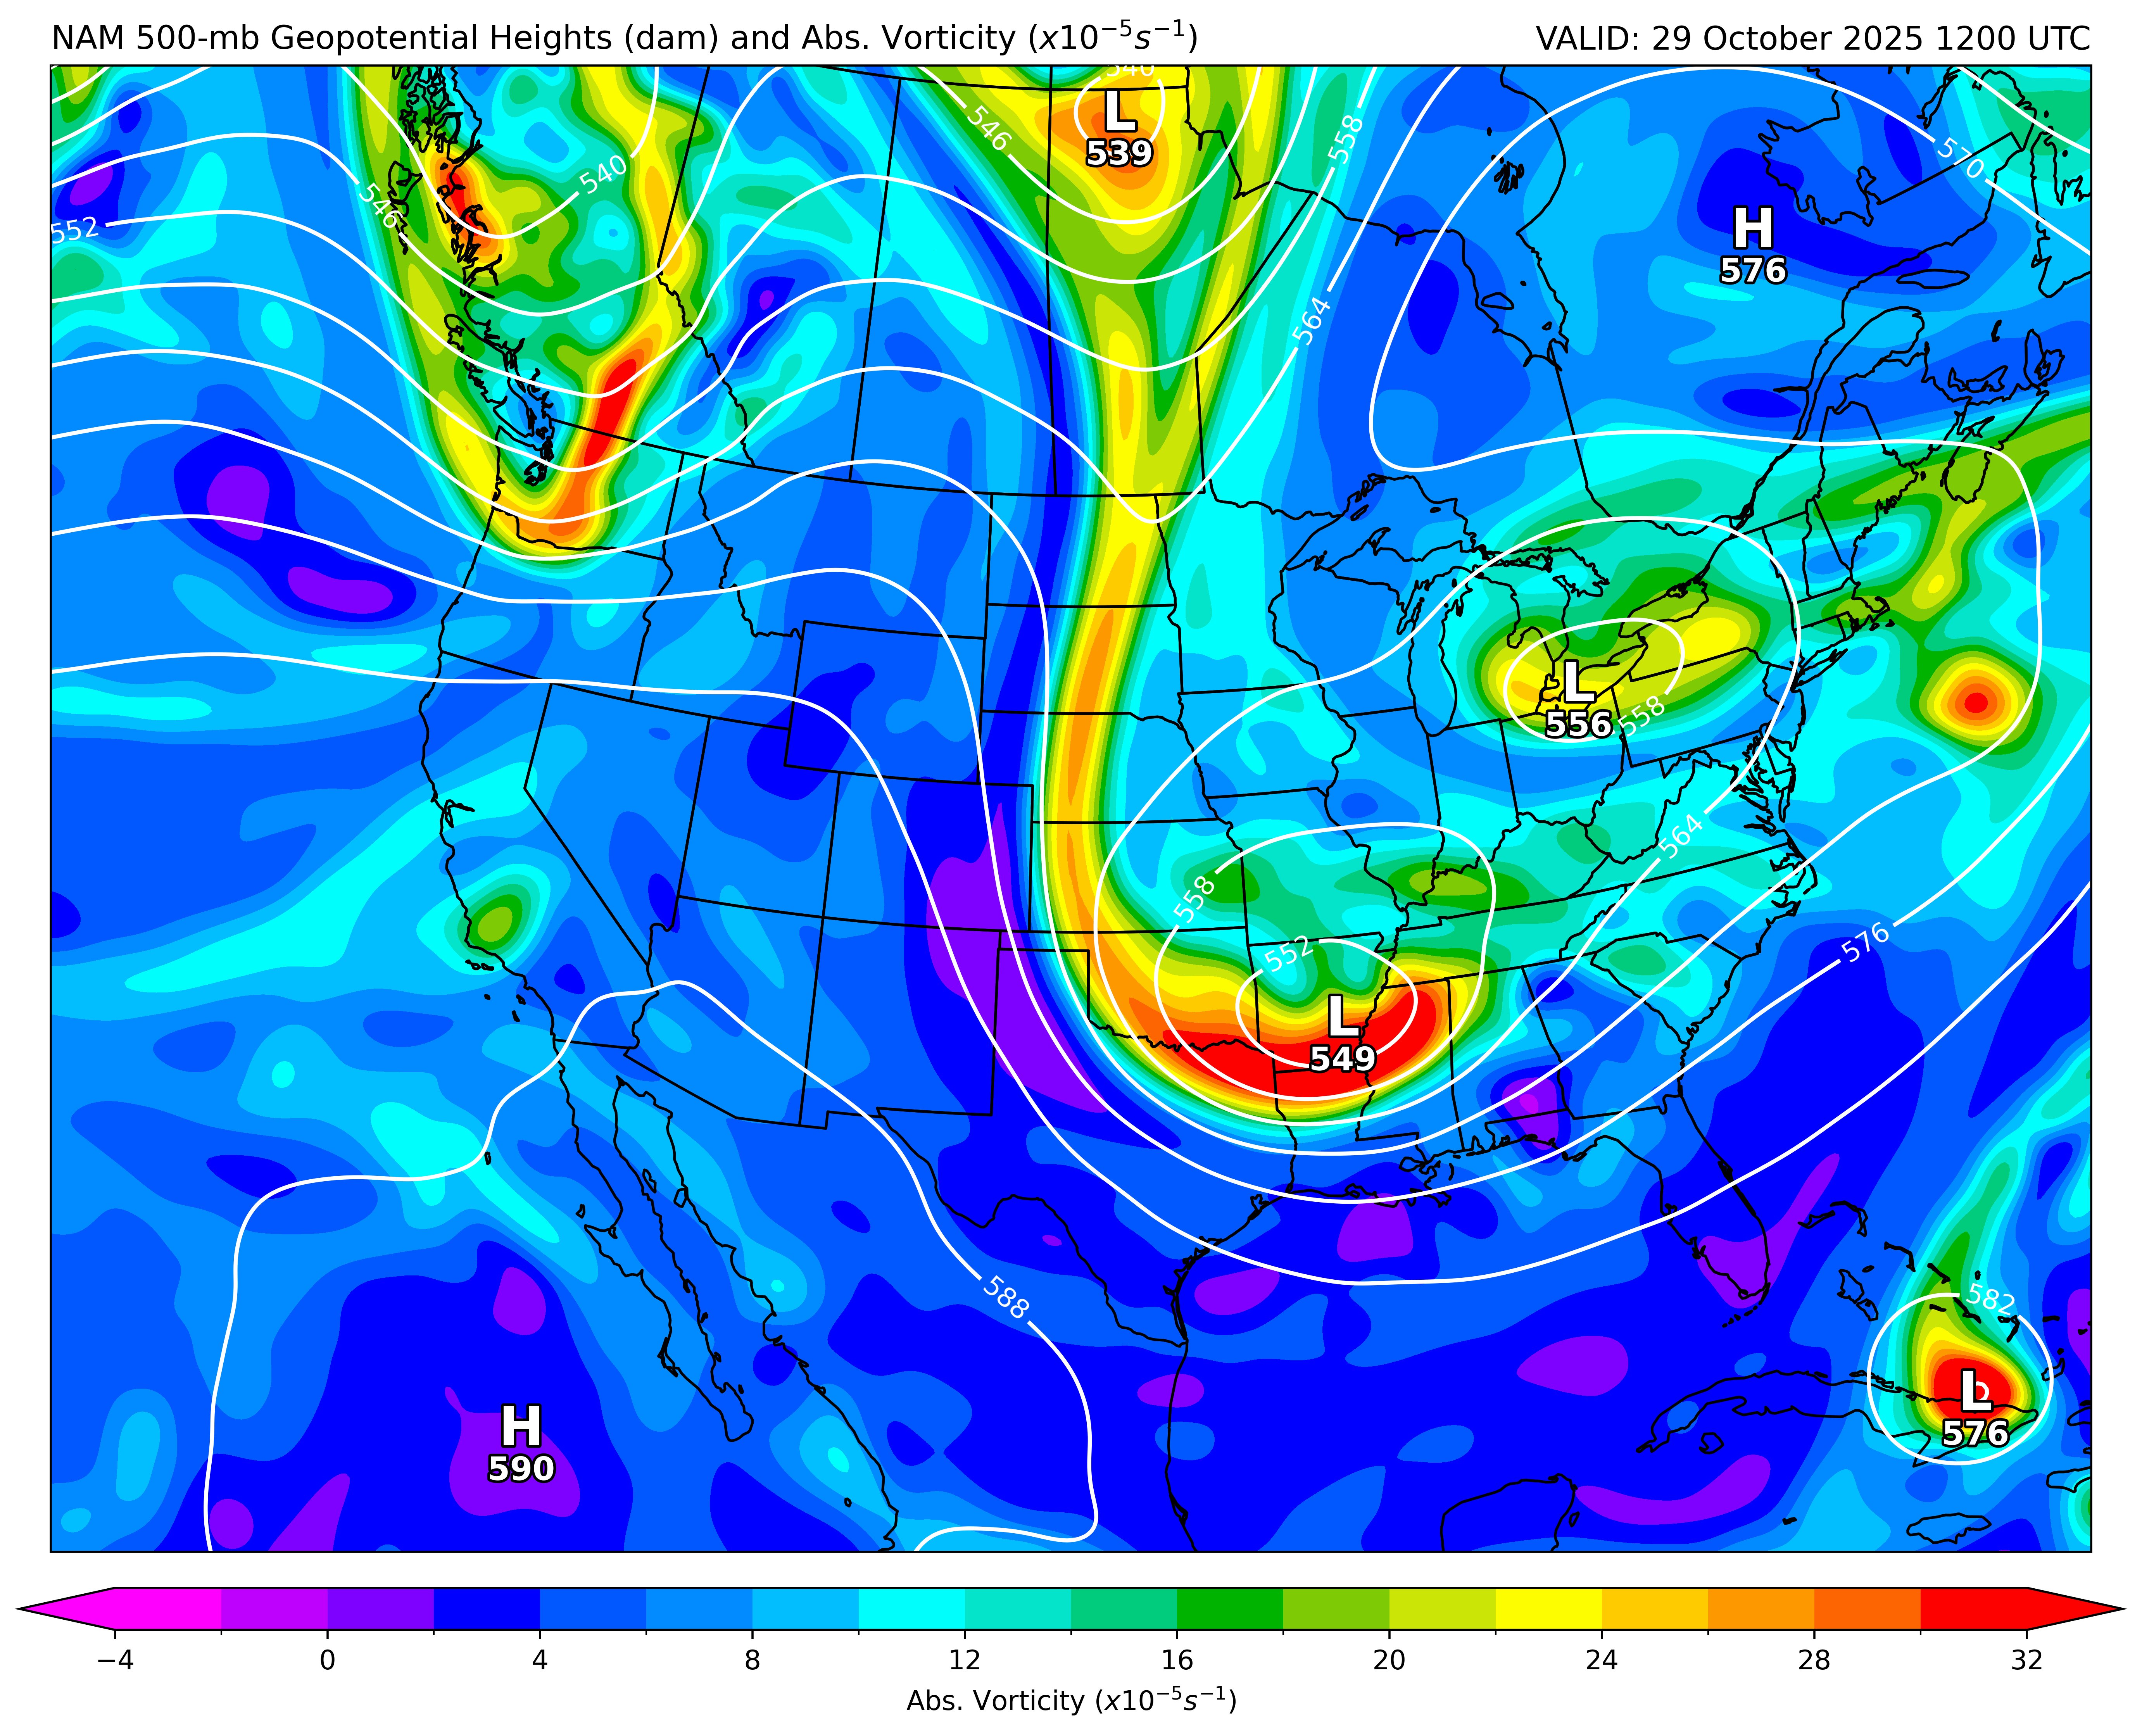 NAM 500-mb Geopotential Heights (dam) and Abs. Vorticity (x10⁻⁵s⁻¹) VALID: 29 October 2025 1200 UTC
546
L
539
546
558
570
540
546
552
H
576
564
L
556
558
564
558
576
552
L
549
588
582
L
576
H
590
−4 0 4 8 12 16 20 24 28 32
Abs. Vorticity (x10⁻⁵s⁻¹)